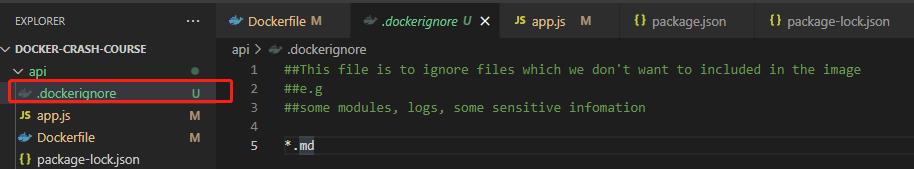 EXPLORER
DOCKER-CRASH-COURSE
api
.dockerignore U
JS app.js M
Dockerfile M
{} package-lock.json
Dockerfile M .dockerignore U × JS app.js M {} package.json {} package-lock.json
api > .dockerignore
1 ##This file is to ignore files which we don't want to included in the image
2 ##e.g
3 ##some modules, logs, some sensitive infomation
4
5 *.md